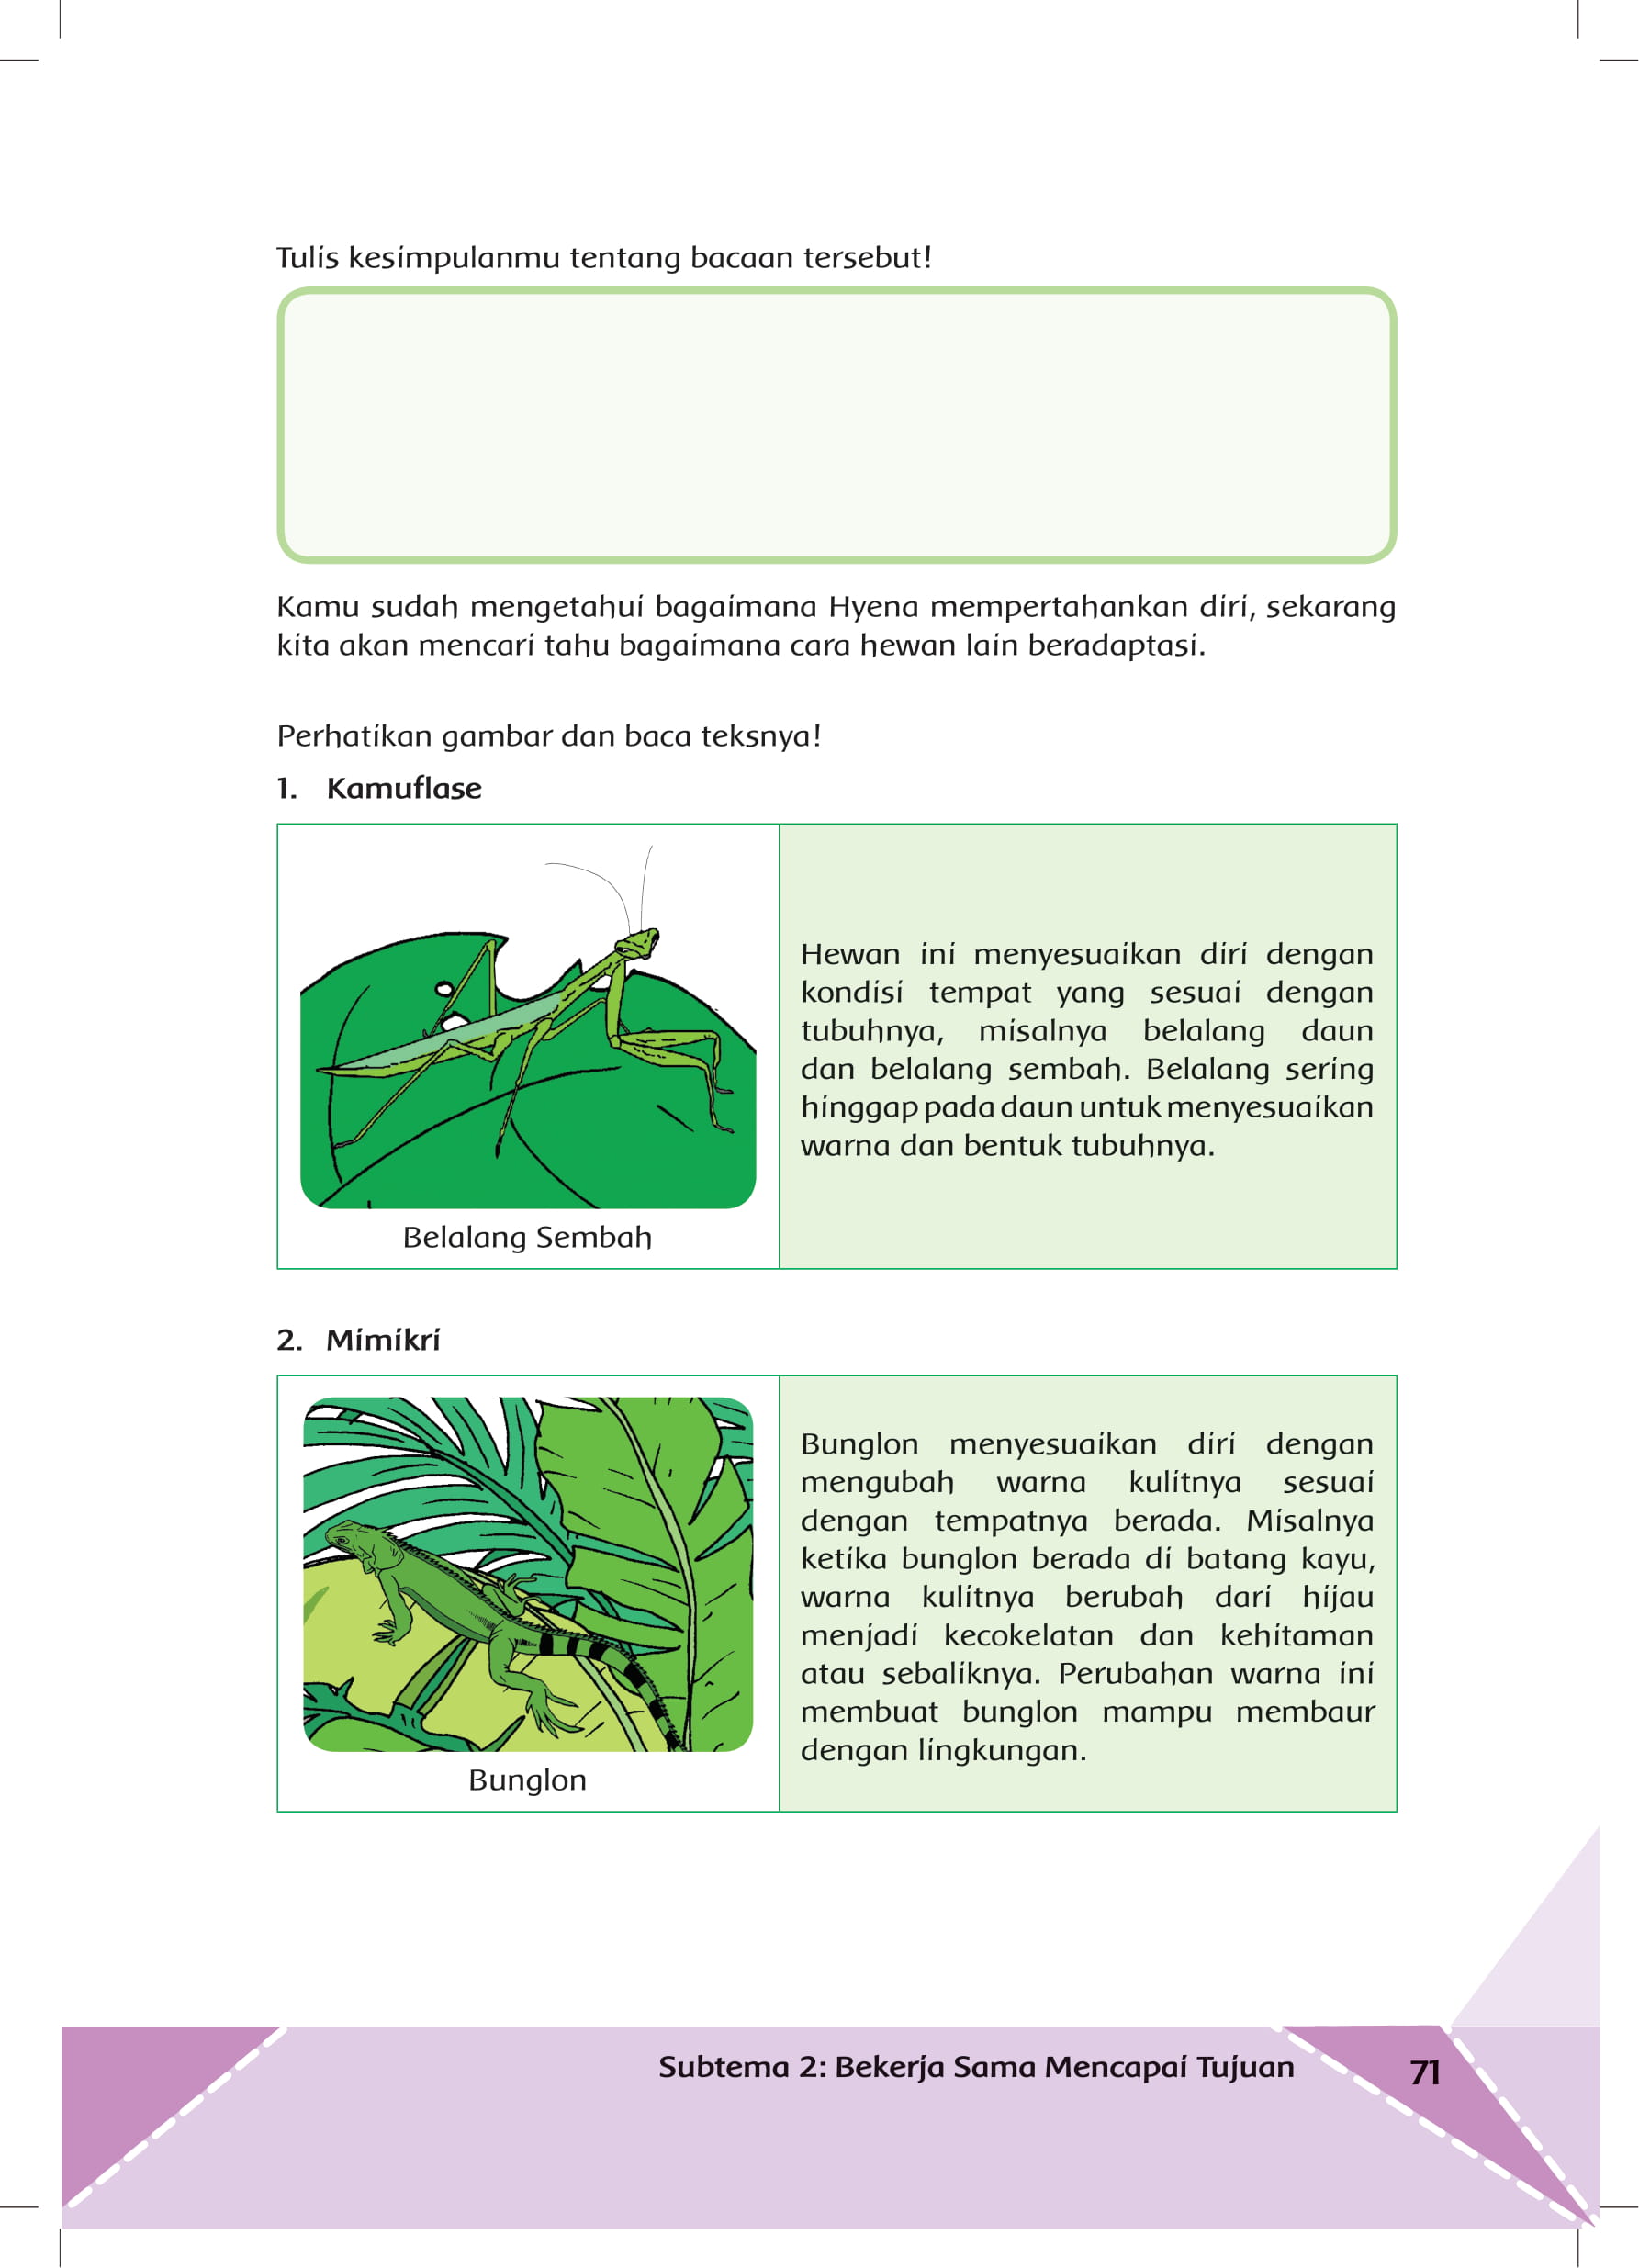 Tulis kesimpulanmu tentang bacaan tersebut!
Kamu sudah mengetahui bagaimana Hyena mempertahankan diri, sekarang
kita akan mencari tahu bagaimana cara hewan lain beradaptasi.
Perhatikan gambar dan baca teksnya!
1. Kamuflase
Hewan ini menyesuaikan diri dengan
kondisi tempat yang sesuai dengan
tubuhnya, misalnya belalang daun
dan belalang sembah. Belalang sering
hinggap pada daun untuk menyesuaikan
warna dan bentuk tubuhnya.
Belalang Sembah
2. Mimikri
Bunglon menyesuaikan diri dengan
mengubah warna kulitnya sesuai
dengan tempatnya berada. Misalnya
ketika bunglon berada di batang kayu,
warna kulitnya berubah dari hijau
menjadi kecokelatan dan kehitaman
atau sebaliknya. Perubahan warna ini
membuat bunglon mampu membaur
dengan lingkungan.
Bunglon
Subtema 2: Bekerja Sama Mencapai Tujuan
71